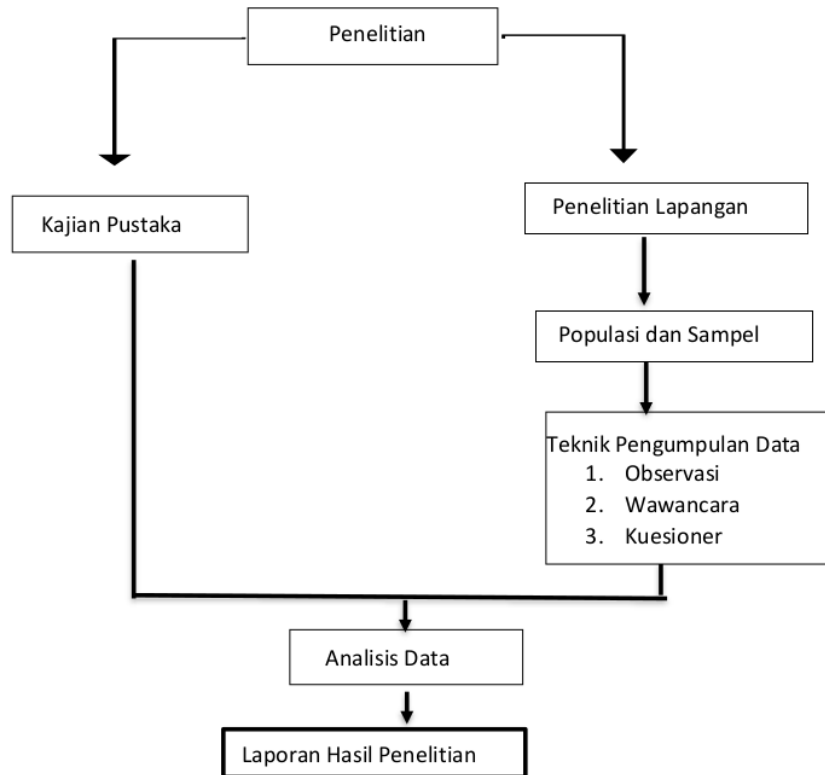 Penelitian
Kajian Pustaka
Penelitian Lapangan
Populasi dan Sampel
Teknik Pengumpulan Data
1. Observasi
2. Wawancara
3. Kuesioner
Analisis Data
Laporan Hasil Penelitian